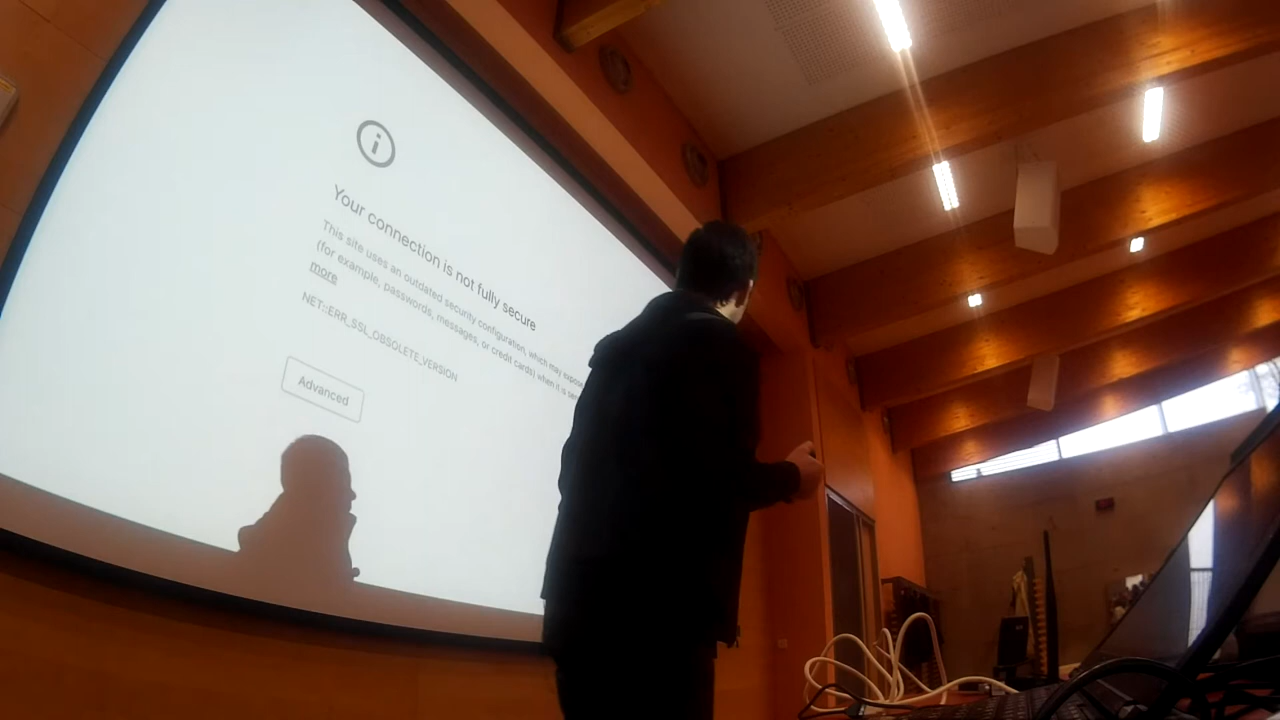 Your connection is not fully secure
This site uses an outdated security configuration, which may expose
(for example, passwords, messages, or credit cards) when it is
more
NET::ERR_SSL_OBSOLETE_VERSION
Advanced